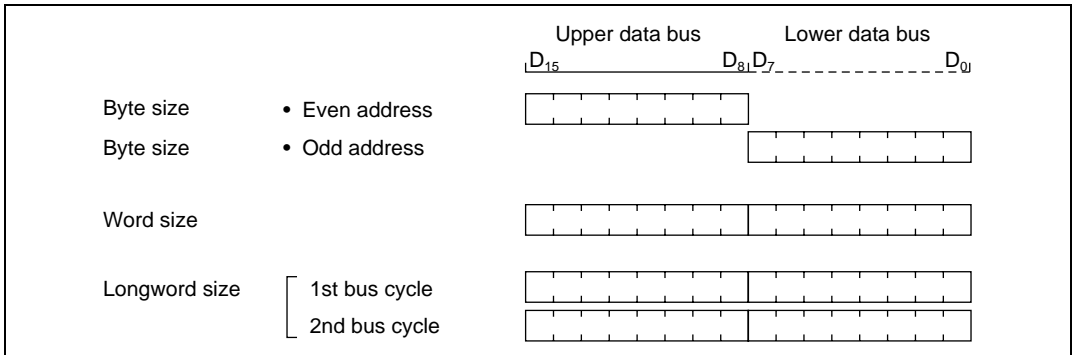 Upper data bus Lower data bus
D15 D8 D7 D0
Byte size • Even address
Byte size • Odd address
Word size
Longword size 1st bus cycle
2nd bus cycle